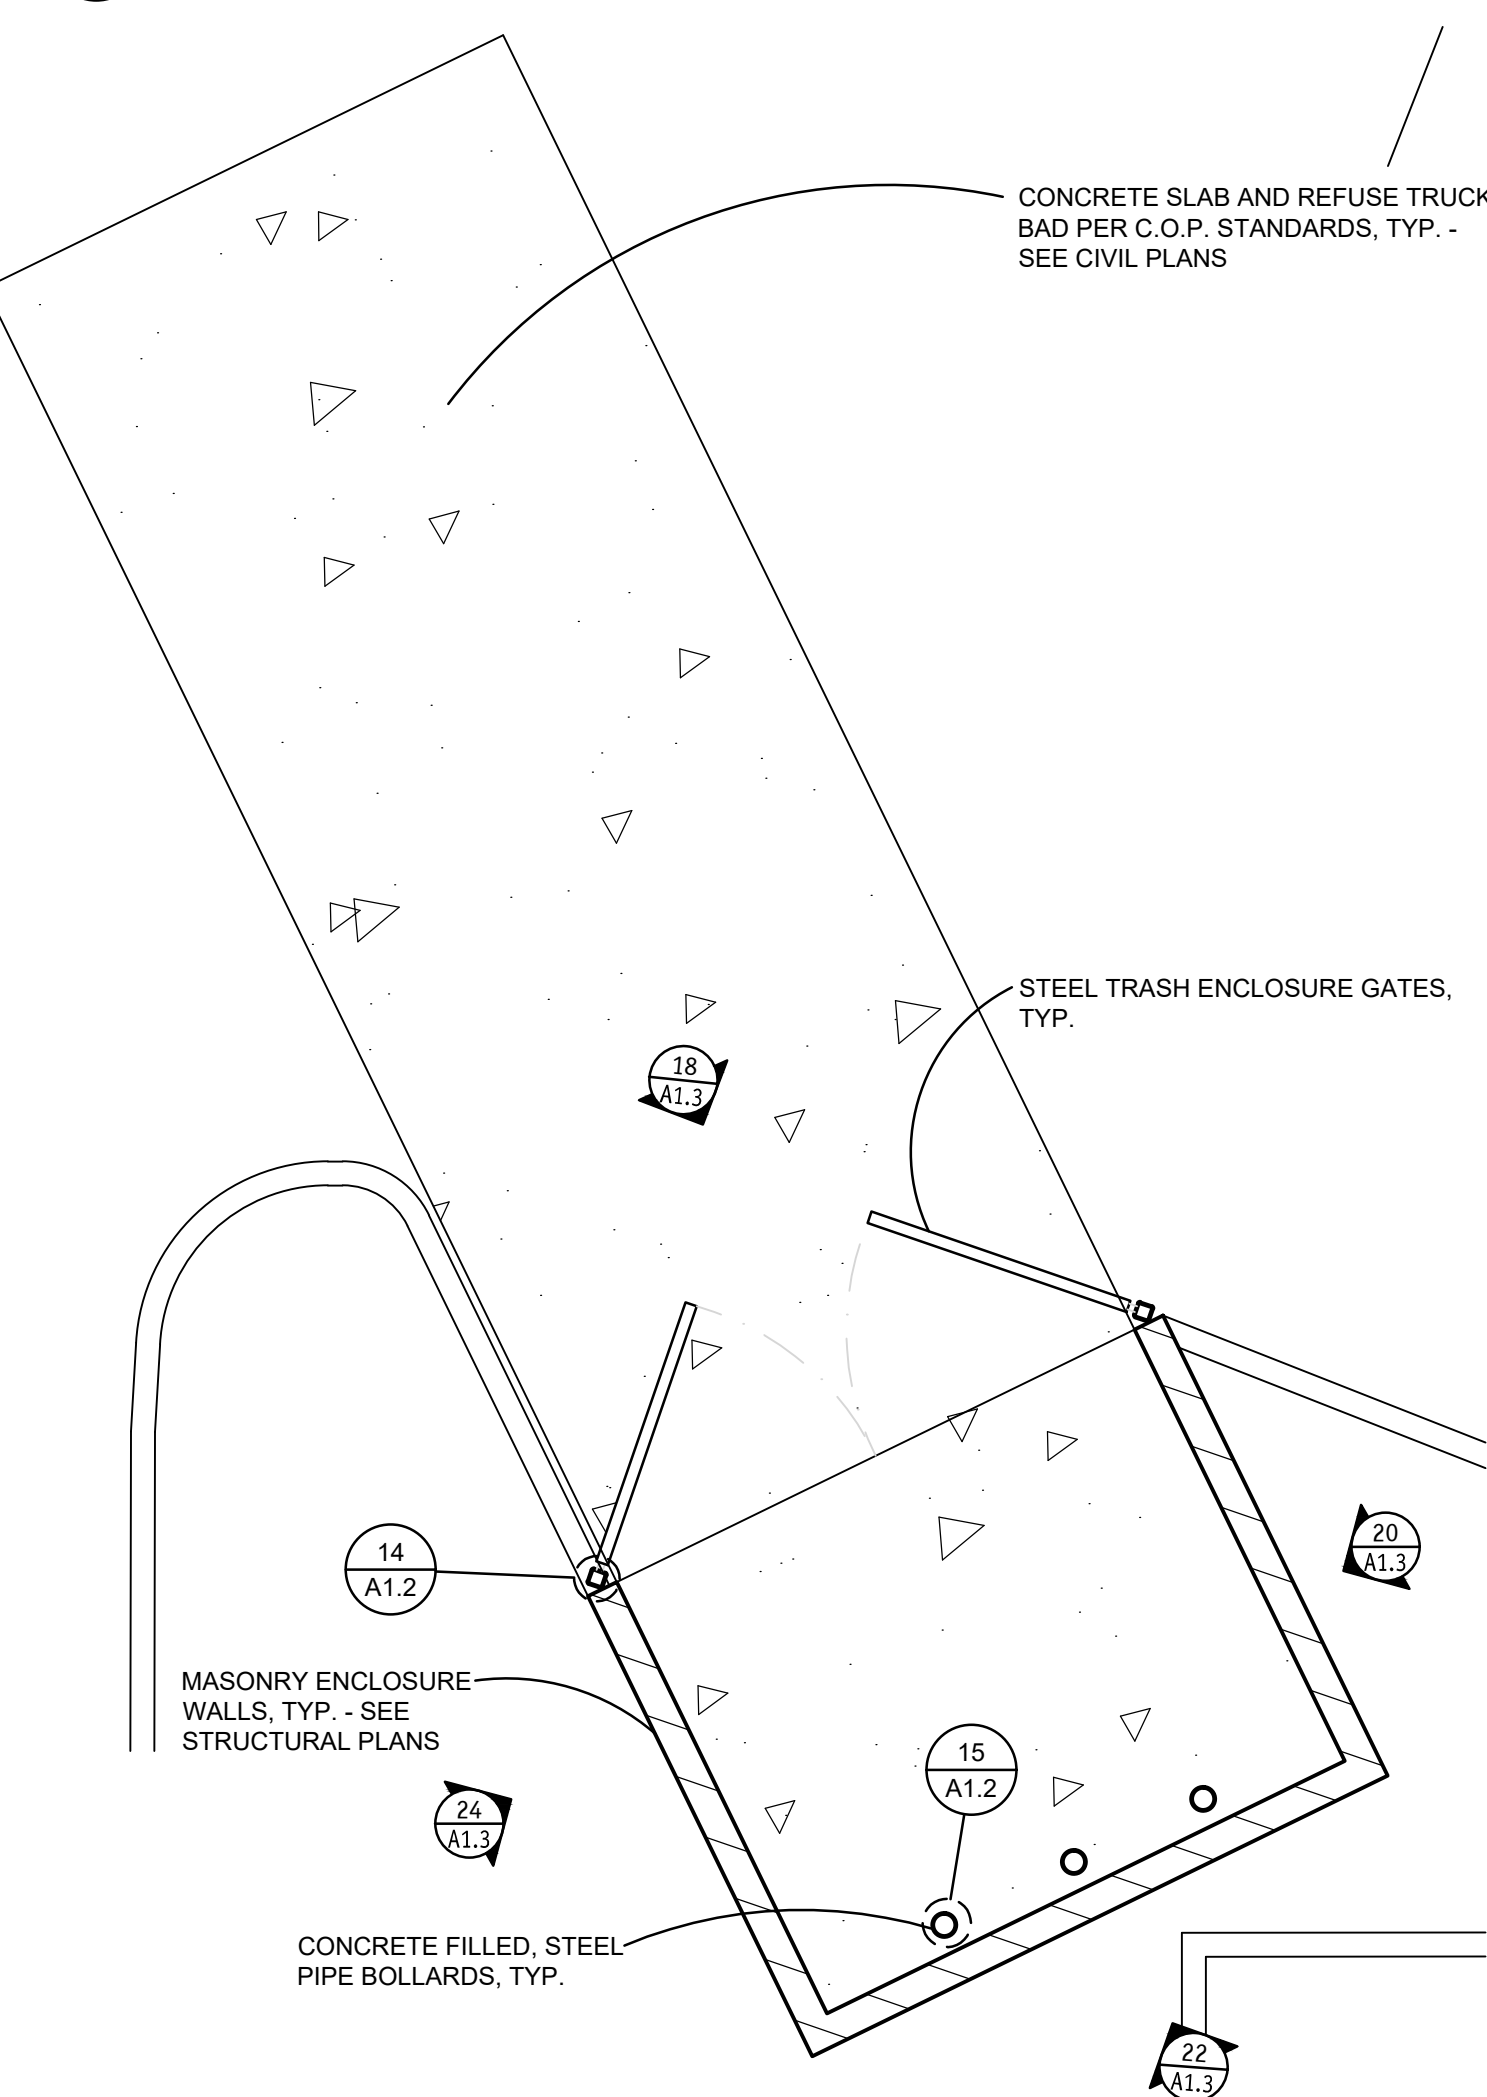 CONCRETE SLAB AND REFUSE TRUCK
BAD PER C.O.P. STANDARDS, TYP. -
SEE CIVIL PLANS
STEEL TRASH ENCLOSURE GATES,
TYP.
18
A1.3
20
A1.3
14
A1.2
MASONRY ENCLOSURE
WALLS, TYP. - SEE
STRUCTURAL PLANS
15
A1.2
24
A1.3
CONCRETE FILLED, STEEL
PIPE BOLLARDS, TYP.
22
A1.3